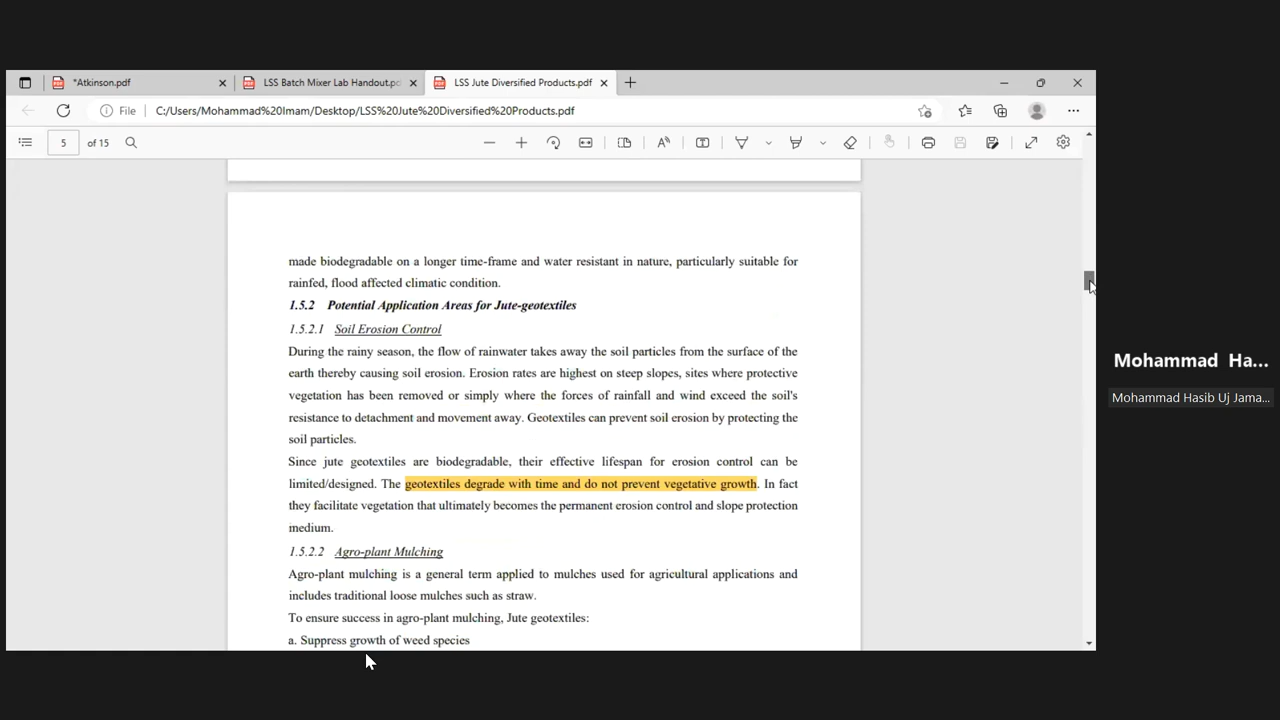 *Atkinson.pdf
LSS Batch Mixer Lab Handout.pd
LSS Jute Diversified Products.pdf
File
C:/Users/Mohammad%20Imam/Desktop/LSS%20Jute%20Diversified%20Products.pdf
5 of 15
made biodegradable on a longer time-frame and water resistant in nature, particularly suitable for
rainfed, flood affected climatic condition.
1.5.2 Potential Application Areas for Jute-geotextiles
1.5.2.1 Soil Erosion Control
During the rainy season, the flow of rainwater takes away the soil particles from the surface of the
earth thereby causing soil erosion. Erosion rates are highest on steep slopes, sites where protective
vegetation has been removed or simply where the forces of rainfall and wind exceed the soil's
resistance to detachment and movement away. Geotextiles can prevent soil erosion by protecting the
soil particles.
Since jute geotextiles are biodegradable, their effective lifespan for erosion control can be
limited/designed. The geotextiles degrade with time and do not prevent vegetative growth. In fact
they facilitate vegetation that ultimately becomes the permanent erosion control and slope protection
medium.
1.5.2.2 Agro-plant Mulching
Agro-plant mulching is a general term applied to mulches used for agricultural applications and
includes traditional loose mulches such as straw.
To ensure success in agro-plant mulching, Jute geotextiles:
a. Suppress growth of weed species
Mohammad Ha...
Mohammad Hasib Uj Jama...